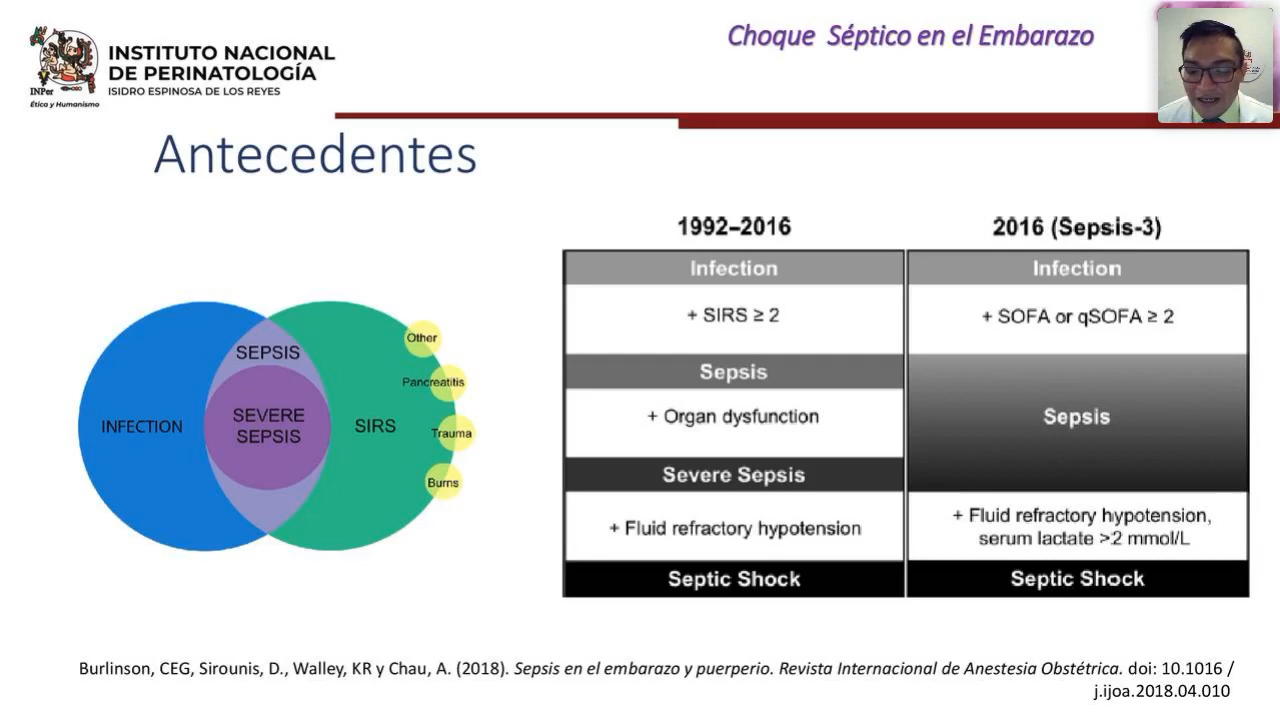 Choque Séptico en el Embarazo
INSTITUTO NACIONAL
DE PERINATOLOGÍA
ISIDRO ESPINOSA DE LOS REYES
INPer
Ética y Humanismo
Antecedentes
INFECTION
SEPSIS
SEVERE
SEPSIS
SIRS
Other
Pancreatitis
Trauma
Burns
1992–2016
Infection
+ SIRS ≥ 2
Sepsis
+ Organ dysfunction
Severe Sepsis
+ Fluid refractory hypotension
Septic Shock
2016 (Sepsis-3)
Infection
+ SOFA or qSOFA ≥ 2
Sepsis
+ Fluid refractory hypotension,
serum lactate >2 mmol/L
Septic Shock
Burlinson, CEG, Sirounis, D., Walley, KR y Chau, A. (2018). Sepsis en el embarazo y puerperio. Revista Internacional de Anestesia Obstétrica. doi: 10.1016 /
j.ijoa.2018.04.010